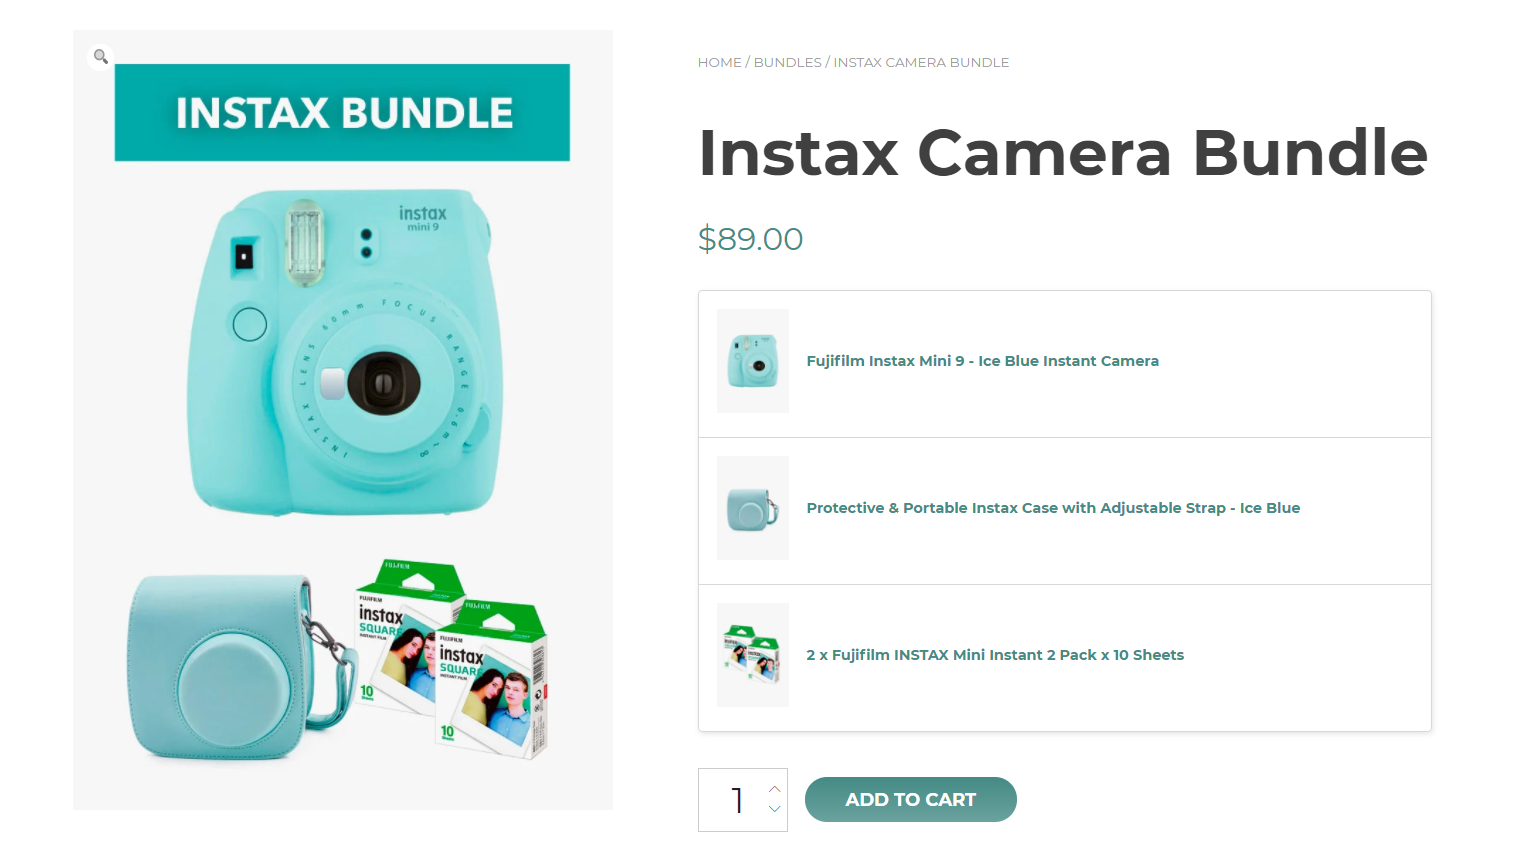 INSTAX BUNDLE
instax
mini 9
INSTAX LENS 60mm FOCUS RANGE 0.6m~∞
FUJIFILM
instax
SQUARE
INSTANT FILM
10
Sheets
FUJIFILM
FUJIFILM
instax
SQUARE
INSTANT FILM
10
Sheets
HOME / BUNDLES / INSTAX CAMERA BUNDLE
Instax Camera Bundle
$89.00
Fujifilm Instax Mini 9 - Ice Blue Instant Camera
Protective & Portable Instax Case with Adjustable Strap - Ice Blue
2 x Fujifilm INSTAX Mini Instant 2 Pack x 10 Sheets
1
ADD TO CART